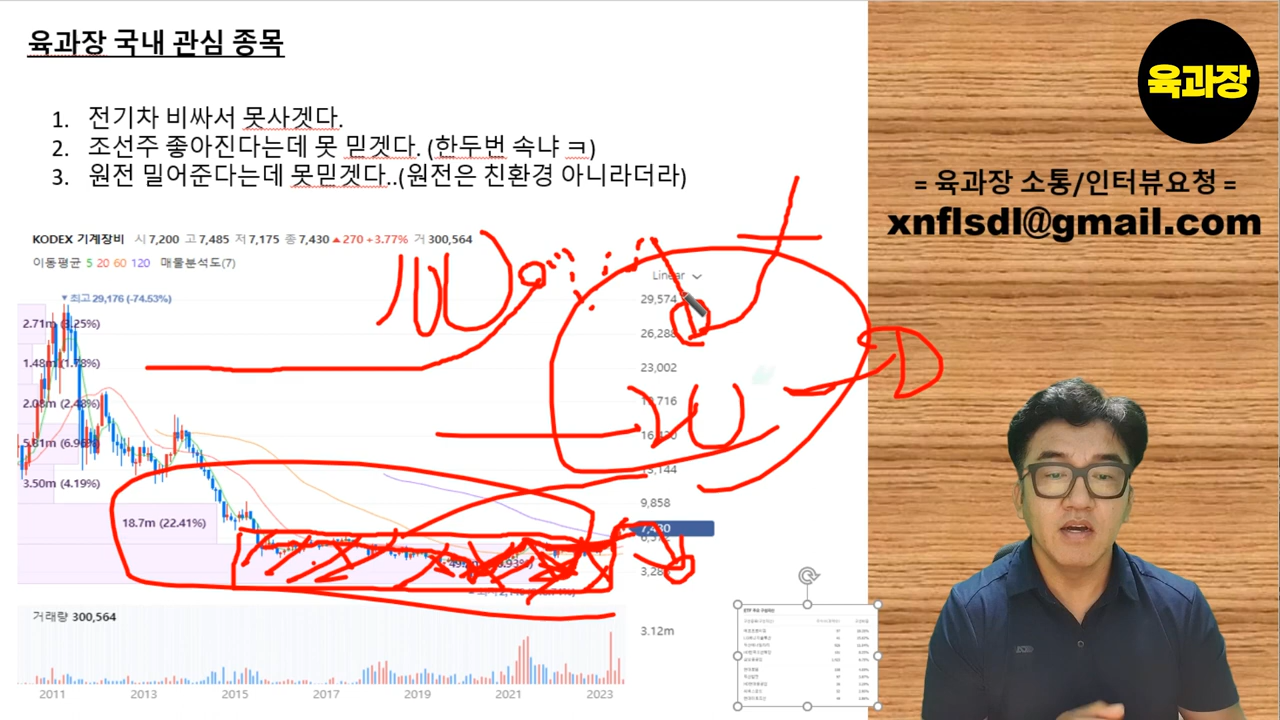 육과장 국내 관심 종목
육과장
1. 전기차 비싸서 못사겟다.
2. 조선주 좋아진다는데 못 믿겟다. (한두번 속냐 ㅋ)
3. 원전 밀어준다는데 못믿겟다..(원전은 친환경 아니라더라)
= 육과장 소통/인터뷰요청 =
xnflsdl@gmail.com
KODEX 기계장비 시 7,200 고 7,485 저 7,175 종 7,430 ▲ 270 +3.77% 거 300,564
이동평균 5 20 60 120 매물분석도(7)
Linear
▼최고 29,176 (-74.53%)
29,574
2.71m (3.25%)
26,288
1.48m (1.78%)
23,002
2.08m (2.48%)
5.81m (6.96%)
3.50m (4.19%)
9,858
18.7m (22.41%)
7,430
거래량 300,564
3.12m
2011 2013 2015 2017 2019 2021 2023